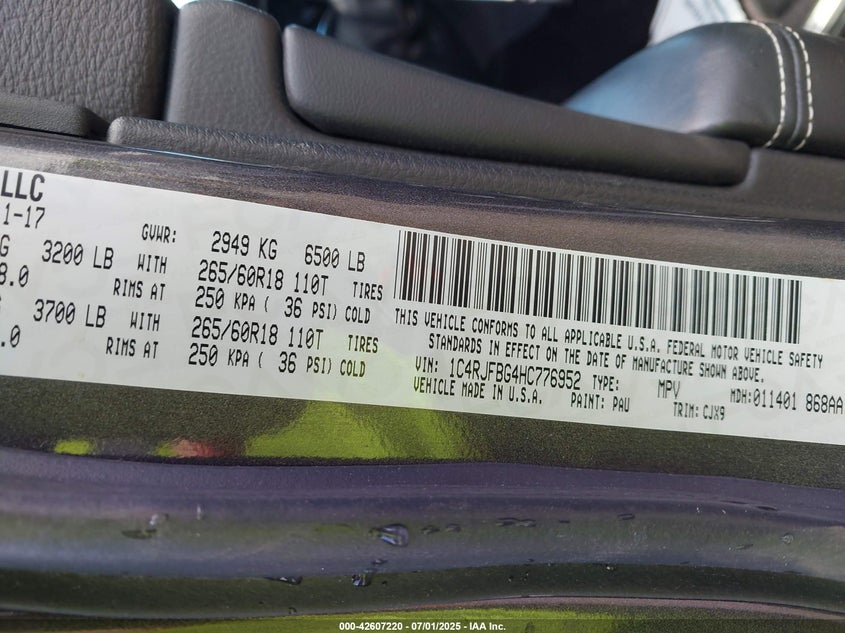 LLC
1-17
GVWR: 2949 KG 6500 LB
G 3200 LB WITH 265/60R18 110T TIRES
8.0 RIMS AT 250 KPA ( 36 PSI) COLD
3700 LB WITH 265/60R18 110T TIRES
.0 RIMS AT 250 KPA ( 36 PSI) COLD
THIS VEHICLE CONFORMS TO ALL APPLICABLE U.S.A. FEDERAL MOTOR VEHICLE SAFETY
STANDARDS IN EFFECT ON THE DATE OF MANUFACTURE SHOWN ABOVE.
VIN: 1C4RJFBG4HC776952 TYPE: MPV MDH:011401 868AA
VEHICLE MADE IN U.S.A. PAINT: PAU TRIM: CJX9
000-42607220 - 07/01/2025 - IAA Inc.